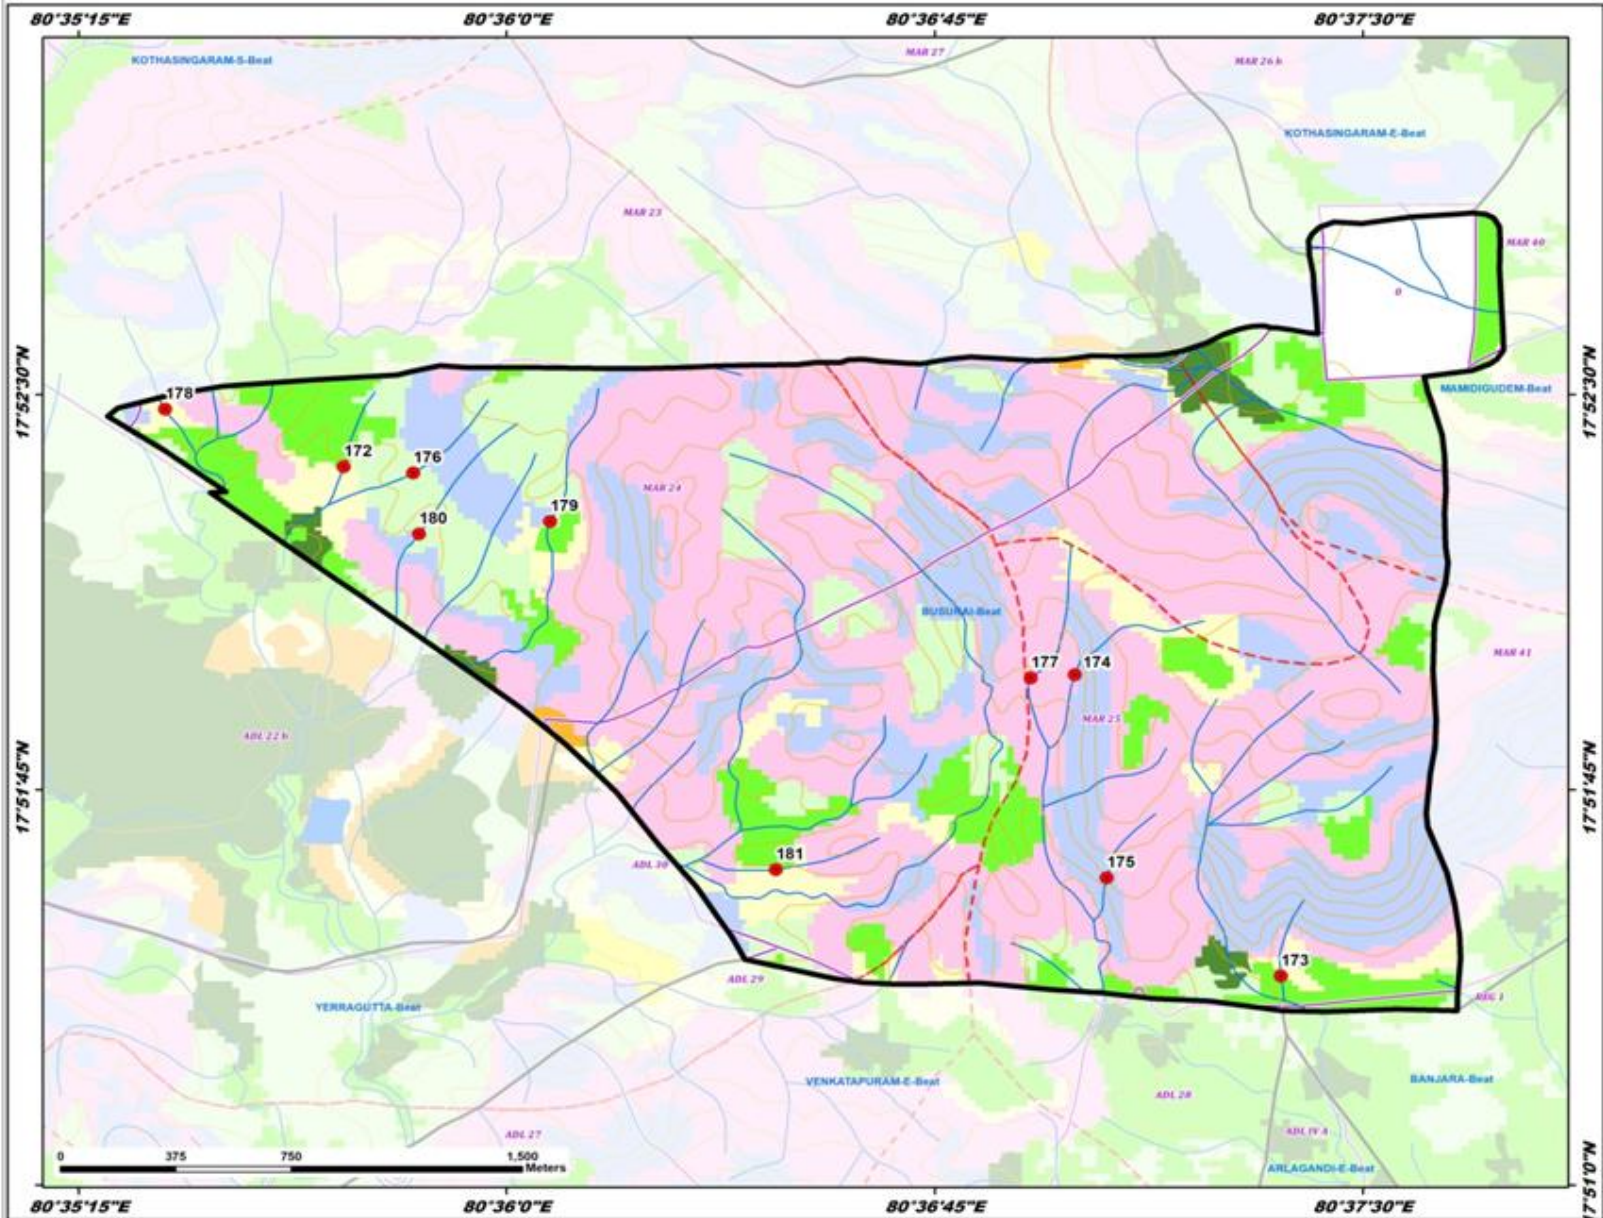 80°35'15"E 80°36'0"E 80°36'45"E 80°37'30"E
MAR 27
KOTHASINGARAM-S-Beat
MAR 26 b
KOTHASINGARAM-E-Beat
MAR 23
MAR 40
0
17°52'30"N
17°52'30"N
MAMIDIGUDEM-Beat
178
172
176
MAR 24
179
180
BUSURAI-Beat
MAR 41
177
174
MAR 25
ADL 22 b
17°51'45"N
17°51'45"N
181
ADL 30
175
173
ADL 29
REG 1
YERRAGUTTA-Beat
VENKATAPURAM-E-Beat
BANJARA-Beat
ADL 28
ADL 27
ADL IV A
0 375 750 1,500
Meters
ARLAGANDI-E-Beat
17°51'0"N
80°35'15"E 80°36'0"E 80°36'45"E 80°37'30"E